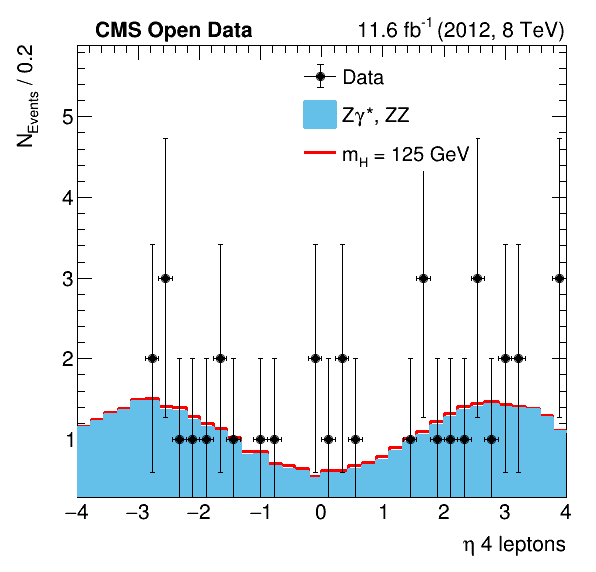 CMS Open Data 11.6 fb⁻¹ (2012, 8 TeV)
N_Events / 0.2
Data
Zγ*, ZZ
m_H = 125 GeV
5
4
3
2
1
−4 −3 −2 −1 0 1 2 3 4
η 4 leptons